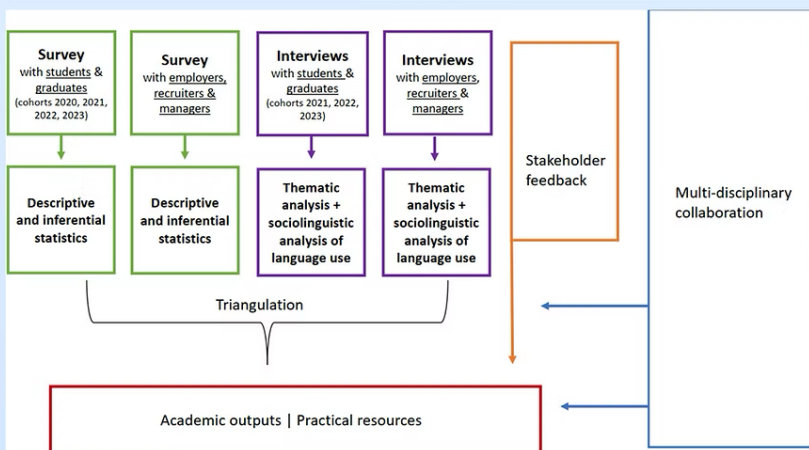 Survey
with students &
graduates
(cohorts 2020, 2021,
2022, 2023)
Survey
with employers,
recruiters &
managers
Interviews
with students &
graduates
(cohorts 2021, 2022,
2023)
Interviews
with employers,
recruiters &
managers
Descriptive
and inferential
statistics
Descriptive
and inferential
statistics
Thematic
analysis +
sociolinguistic
analysis of
language use
Thematic
analysis +
sociolinguistic
analysis of
language use
Stakeholder
feedback
Multi-disciplinary
collaboration
Triangulation
Academic outputs | Practical resources